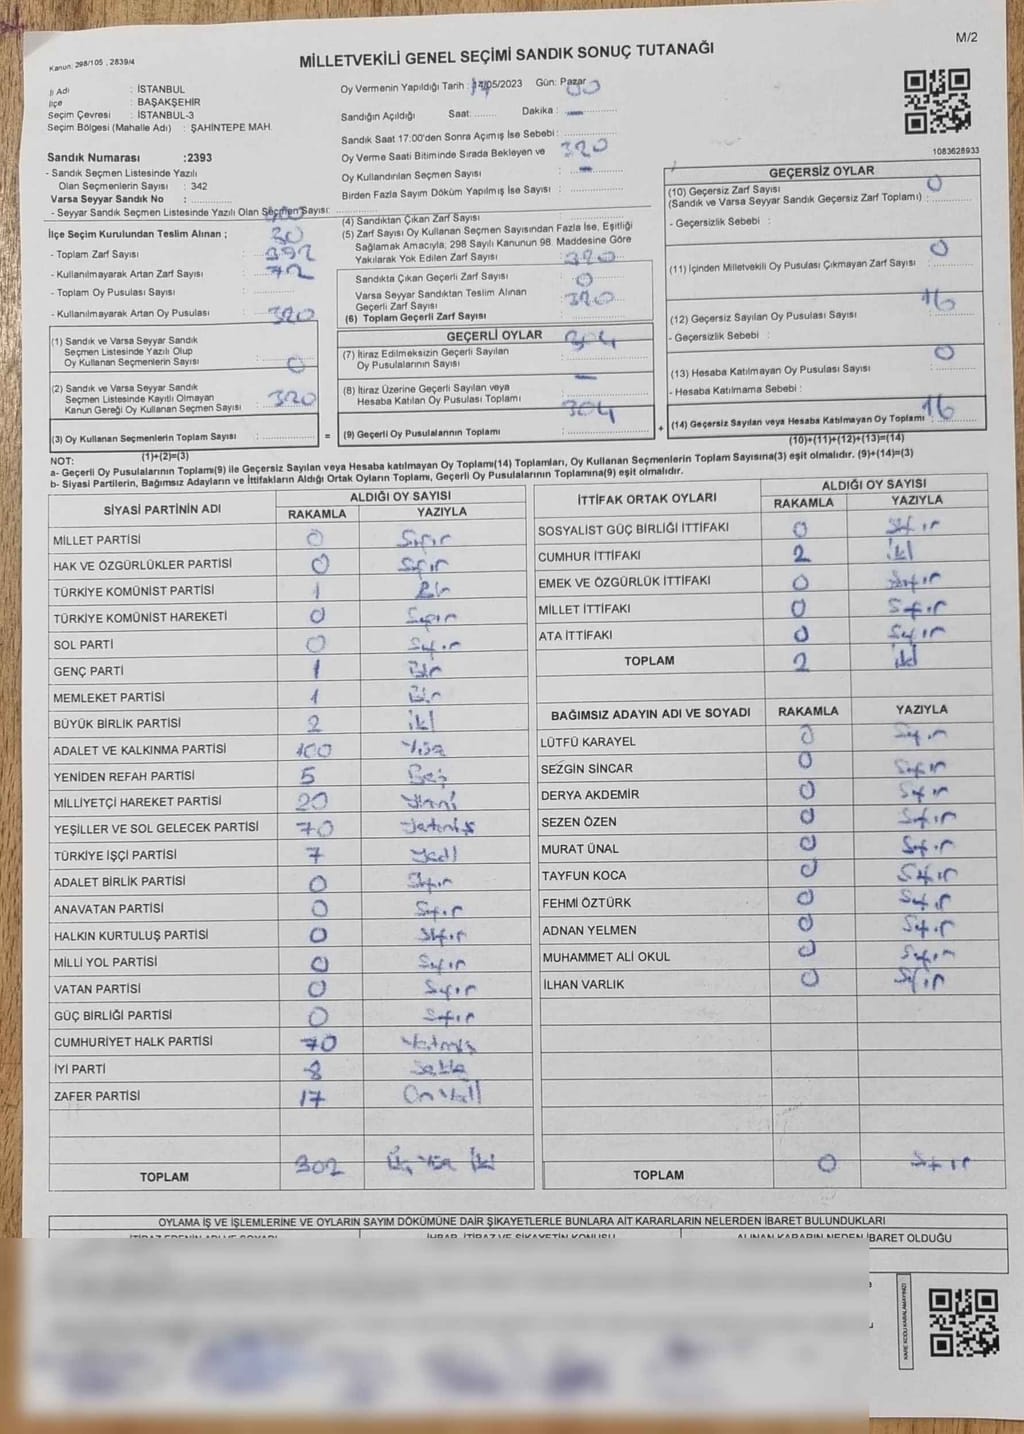 Kanun: 298/105 , 2839/4
MİLLETVEKİLİ GENEL SEÇİMİ SANDIK SONUÇ TUTANAĞI
M/2
İl Adı : İSTANBUL
İlçe : BAŞAKŞEHİR
Seçim Çevresi : İSTANBUL-3
Seçim Bölgesi (Mahalle Adı) : ŞAHİNTEPE MAH.
Sandık Numarası :2393
- Sandık Seçmen Listesinde Yazılı
Olan Seçmenlerin Sayısı : 342
Varsa Seyyar Sandık No :
- Seyyar Sandık Seçmen Listesinde Yazılı Olan Seçmen Sayısı:
İlçe Seçim Kurulundan Teslim Alınan ;
30
- Toplam Zarf Sayısı : 392
- Kullanılmayarak Artan Zarf Sayısı : 72
- Toplam Oy Pusulası Sayısı :
- Kullanılmayarak Artan Oy Pusulası : 320
(1) Sandık ve Varsa Seyyar Sandık
Seçmen Listesinde Yazılı Olup
Oy Kullanan Seçmenlerin Sayısı : 0
(2) Sandık ve Varsa Seyyar Sandık
Seçmen Listesinde Kayıtlı Olmayan
Kanun Gereği Oy Kullanan Seçmen Sayısı : 320
(3) Oy Kullanan Seçmenlerin Toplam Sayısı :
(1)+(2)=(3)
Oy Vermenin Yapıldığı Tarih : 14/05/2023 Gün: Pazar
Sandığın Açıldığı Saat: Dakika :
Sandık Saat 17:00'den Sonra Açımış İse Sebebi:
Oy Verme Saati Bitiminde Sırada Bekleyen ve 320
Oy Kullandırılan Seçmen Sayısı :
Birden Fazla Sayım Döküm Yapılmış İse Sayısı :
(4) Sandıktan Çıkan Zarf Sayısı :
(5) Zarf Sayısı Oy Kullanan Seçmen Sayısından Fazla İse, Eşitliği
Sağlamak Amacıyla, 298 Sayılı Kanunun 98. Maddesine Göre
Yakılarak Yok Edilen Zarf Sayısı : 320
Sandıkta Çıkan Geçerli Zarf Sayısı : 0
Varsa Seyyar Sandıktan Teslim Alınan
Geçerli Zarf Sayısı : 320
(6) Toplam Geçerli Zarf Sayısı :
GEÇERLİ OYLAR 304
(7) İtiraz Edilmeksizin Geçerli Sayılan
Oy Pusulalarının Sayısı :
(8) İtiraz Üzerine Geçerli Sayılan veya
Hesaba Katılan Oy Pusulası Toplamı : 304
= (9) Geçerli Oy Pusulalarının Toplamı : +
1083628933
GEÇERSİZ OYLAR
(10) Geçersiz Zarf Sayısı 0
(Sandık ve Varsa Seyyar Sandık Geçersiz Zarf Toplamı) :
- Geçersizlik Sebebi :
0
(11) İçinden Milletvekili Oy Pusulası Çıkmayan Zarf Sayısı :
16
(12) Geçersiz Sayılan Oy Pusulası Sayısı :
- Geçersizlik Sebebi :
0
(13) Hesaba Katılmayan Oy Pusulası Sayısı :
- Hesaba Katılmama Sebebi :
16
(14) Geçersiz Sayılan veya Hesaba Katılmayan Oy Toplamı :
(10)+(11)+(12)+(13)=(14)
NOT:
a- Geçerli Oy Pusulalarının Toplamı(9) ile Geçersiz Sayılan veya Hesaba katılmayan Oy Toplamı(14) Toplamları, Oy Kullanan Seçmenlerin Toplam Sayısına(3) eşit olmalıdır. (9)+(14)=(3)
b- Siyasi Partilerin, Bağımsız Adayların ve İttifakların Aldığı Ortak Oyların Toplamı, Geçerli Oy Pusulalarının Toplamına(9) eşit olmalıdır.
SİYASİ PARTİNİN ADI ALDIĞI OY SAYISI
RAKAMLA YAZIYLA
MİLLET PARTİSİ 0 Sıfır
HAK VE ÖZGÜRLÜKLER PARTİSİ 0 Sıfır
TÜRKİYE KOMÜNİST PARTİSİ 1 Bir
TÜRKİYE KOMÜNİST HAREKETİ 0 Sıfır
SOL PARTİ 0 Sıfır
GENÇ PARTİ 1 Bir
MEMLEKET PARTİSİ 1 Bir
BÜYÜK BİRLİK PARTİSİ 2 iki
ADALET VE KALKINMA PARTİSİ 100 Yüz
YENİDEN REFAH PARTİSİ 5 Beş
MİLLİYETÇİ HAREKET PARTİSİ 20 Yirmi
YEŞİLLER VE SOL GELECEK PARTİSİ 70 Yetmiş
TÜRKİYE İŞÇİ PARTİSİ 7 Yedi
ADALET BİRLİK PARTİSİ 0 Sıfır
ANAVATAN PARTİSİ 0 Sıfır
HALKIN KURTULUŞ PARTİSİ 0 Sıfır
MİLLİ YOL PARTİSİ 0 Sıfır
VATAN PARTİSİ 0 Sıfır
GÜÇ BİRLİĞİ PARTİSİ 0 Sıfır
CUMHURİYET HALK PARTİSİ 70 Yetmiş
İYİ PARTİ 8 Sekiz
ZAFER PARTİSİ 17 On Yedi
TOPLAM 302 Üç Yüz İki
İTTİFAK ORTAK OYLARI ALDIĞI OY SAYISI
RAKAMLA YAZIYLA
SOSYALİST GÜÇ BİRLİĞİ İTTİFAKI 0 Sıfır
CUMHUR İTTİFAKI 2 iki
EMEK VE ÖZGÜRLÜK İTTİFAKI 0 Sıfır
MİLLET İTTİFAKI 0 Sıfır
ATA İTTİFAKI 0 Sıfır
TOPLAM 2 iki
BAĞIMSIZ ADAYIN ADI VE SOYADI RAKAMLA YAZIYLA
LÜTFÜ KARAYEL 0 Sıfır
SEZGİN SİNCAR 0 Sıfır
DERYA AKDEMİR 0 Sıfır
SEZEN ÖZEN 0 Sıfır
MURAT ÜNAL 0 Sıfır
TAYFUN KOCA 0 Sıfır
FEHMİ ÖZTÜRK 0 Sıfır
ADNAN YELMEN 0 Sıfır
MUHAMMET ALİ OKUL 0 Sıfır
İLHAN VARLIK 0 Sıfır
TOPLAM 0 Sıfır
OYLAMA İŞ VE İŞLEMLERİNE VE OYLARIN SAYIM DÖKÜMÜNE DAİR ŞİKAYETLERLE BUNLARA AİT KARARLARIN NELERDEN İBARET BULUNDUKLARI
İTİRAZ EDENİN ADI VE SOYADI İHBAR, İTİRAZ VE ŞİKAYETİN KONUSU ALINAN KARARIN NEDEN İBARET OLDUĞU
KARE KODU KARALAMAYINIZ!